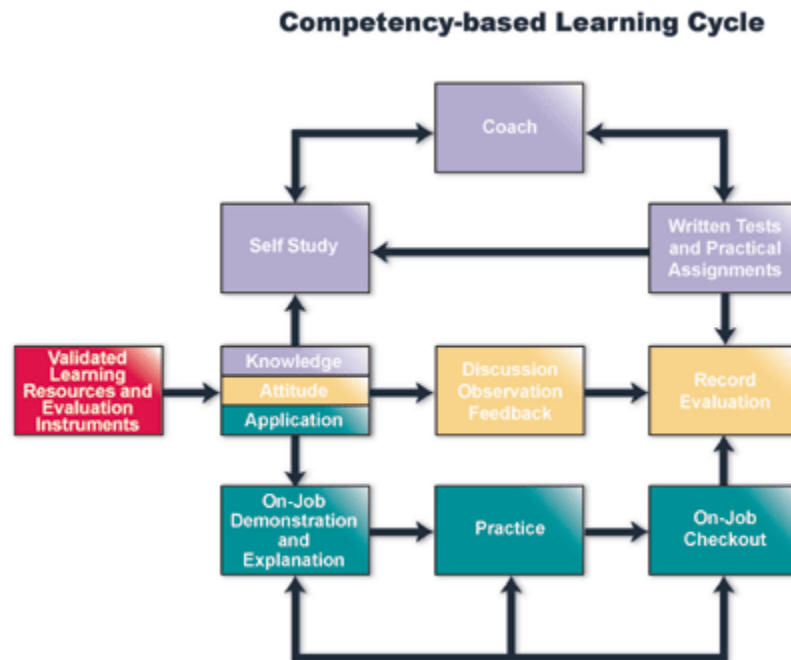 Competency-based Learning Cycle
Coach
Self Study
Written Tests
and Practical
Assignments
Validated
Learning
Resources and
Evaluation
Instruments
Knowledge
Attitude
Application
Discussion
Observation
Feedback
Record
Evaluation
On-Job
Demonstration
and
Explanation
Practice
On-Job
Checkout